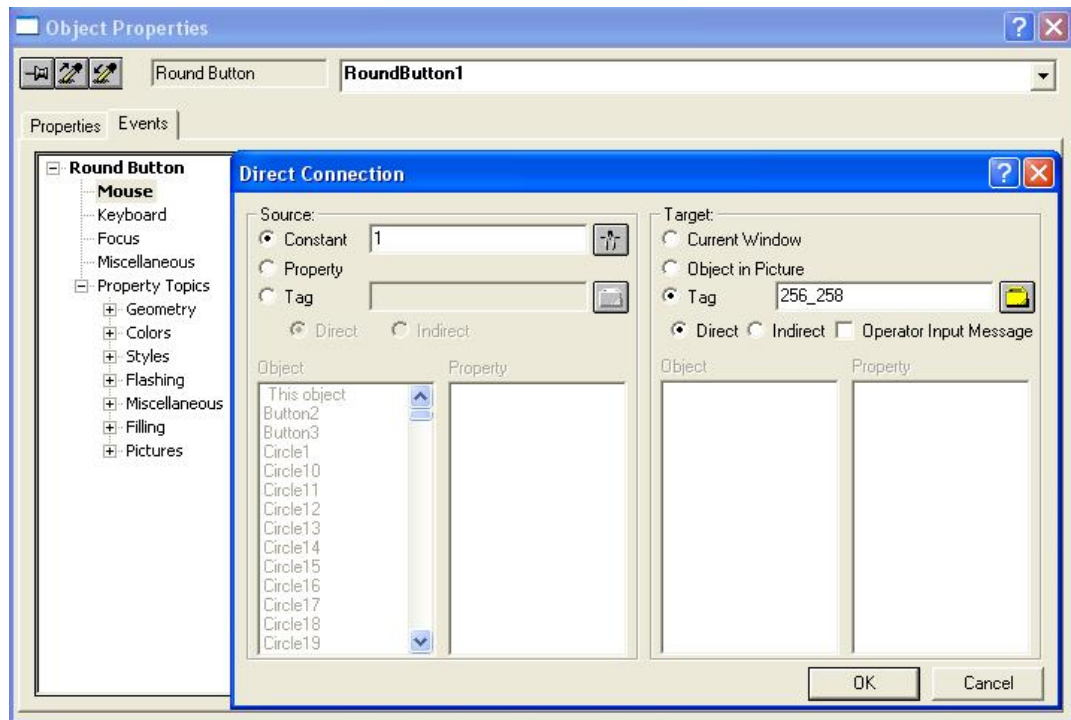 Object Properties
Round Button
RoundButton1
Properties
Events
Round Button
Mouse
Keyboard
Focus
Miscellaneous
Property Topics
Geometry
Colors
Styles
Flashing
Miscellaneous
Filling
Pictures
Direct Connection
Source:
Constant 1
Property
Tag
Direct Indirect
Object Property
This object
Button2
Button3
Circle1
Circle10
Circle11
Circle12
Circle13
Circle14
Circle15
Circle16
Circle17
Circle18
Circle19
Target:
Current Window
Object in Picture
Tag 256_258
Direct Indirect Operator Input Message
Object Property
OK Cancel